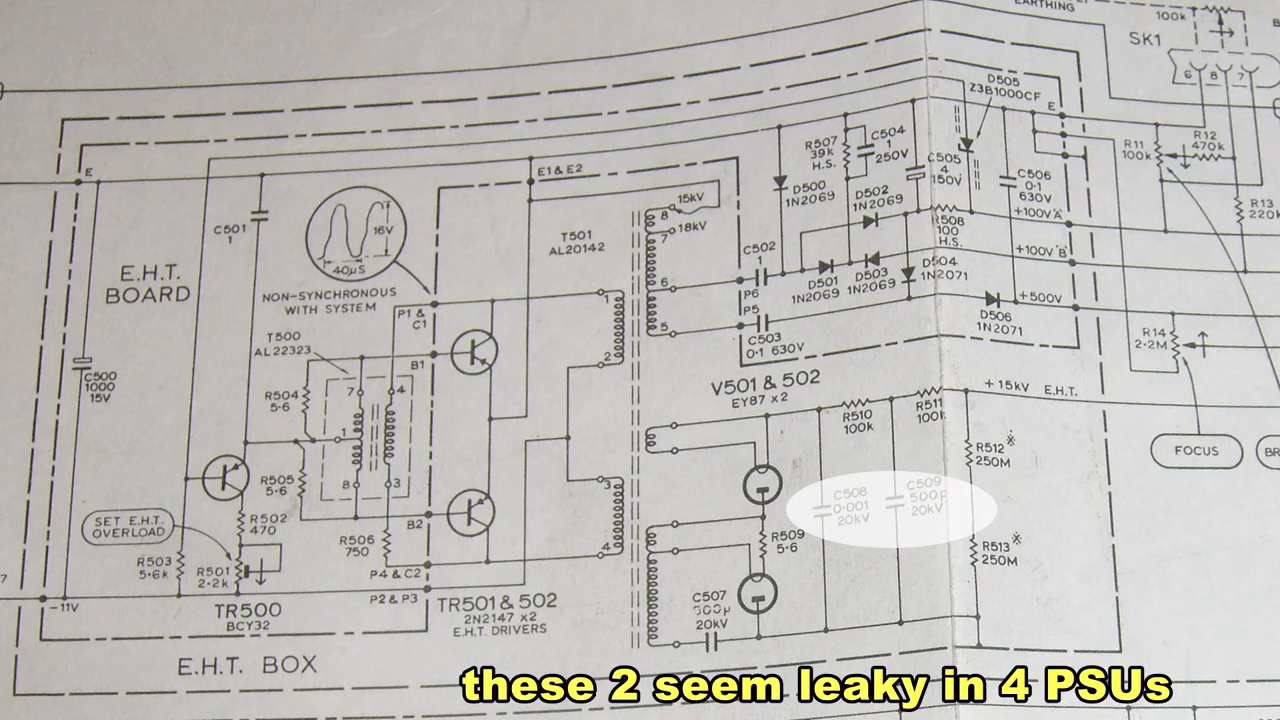 EARTHING
100k
SK1
6 8 7
D505
Z3B1000CF
E
R11
100k
R12
470k
R13
220k
R507
39k
H.S.
C504
1
250V
C505
4
150V
C506
0·1
630V
D500
1N2069
D502
1N2069
R508
100
H.S.
+100V'A'
+100V'B'
E
E1 & E2
C501
1
16V
40µS
T501
AL20142
15kV
8
18kV
7
6
5
C502
1
P6
P5
D501
1N2069
D503
1N2069
D504
1N2071
+500V
D506
1N2071
C503
0·1 630V
E.H.T.
BOARD
NON-SYNCHRONOUS
WITH SYSTEM
P1 &
C1
1
2
R14
2·2M
T500
AL22323
B1
C500
1000
15V
R504
5·6
7
4
1
8
3
V501 & 502
EY87 x2
+ 15kV E.H.T.
R510
100k
R511
100k
FOCUS
BR
R512※
250M
R505
5·6
C508
0·001
20kV
C509
500p
20kV
SET E.H.T.
OVERLOAD
R502
470
B2
3
4
R506
750
R509
5·6
R513※
250M
R503
5·6k
R501
2·2k
P4 & C2
P2 & P3
7
-11V
TR500
BCY32
TR501 & 502
2N2147 x2
E.H.T. DRIVERS
C507
500p
20kV
E.H.T. BOX
these 2 seem leaky in 4 PSUs